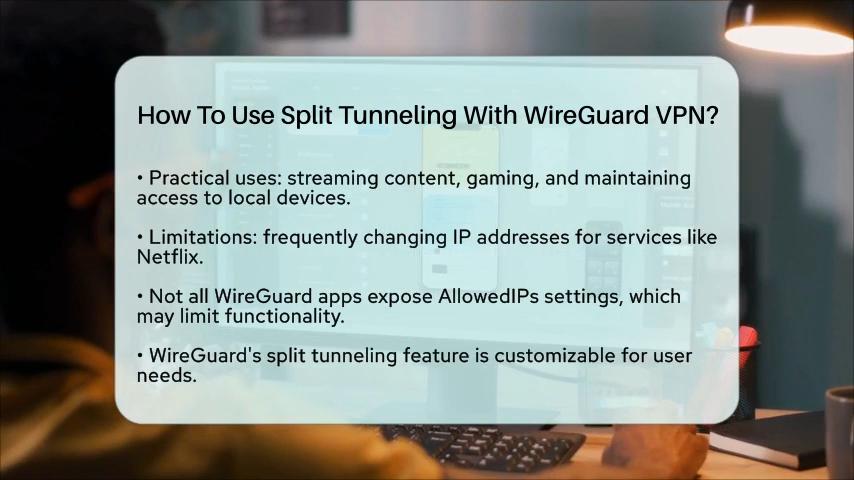 How To Use Split Tunneling With WireGuard VPN?
• Practical uses: streaming content, gaming, and maintaining
access to local devices.
• Limitations: frequently changing IP addresses for services like
Netflix.
• Not all WireGuard apps expose AllowedIPs settings, which
may limit functionality.
• WireGuard's split tunneling feature is customizable for user
needs.